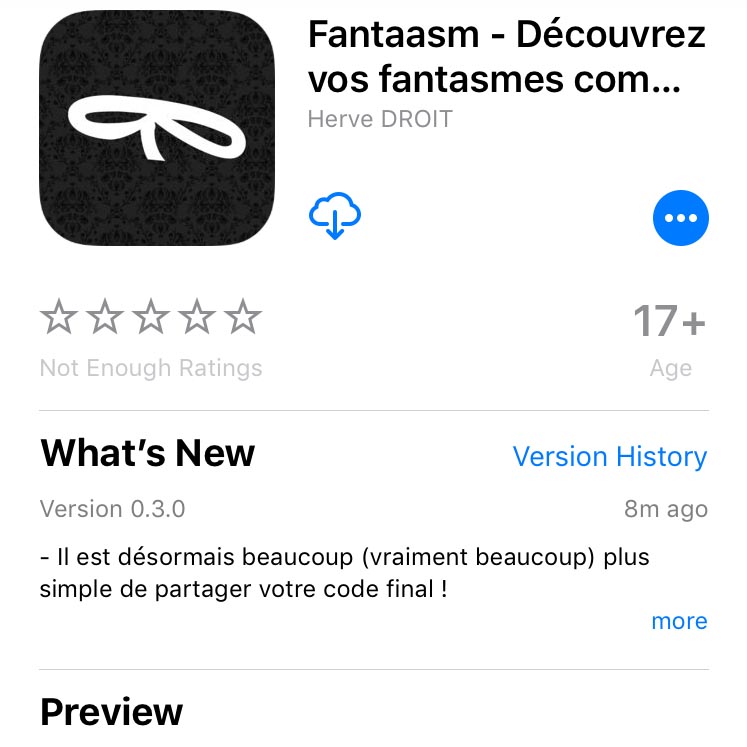 Fantaasm - Découvrez
vos fantasmes com...
Herve DROIT
Not Enough Ratings
17+
Age
What’s New
Version History
Version 0.3.0
8m ago
- Il est désormais beaucoup (vraiment beaucoup) plus
simple de partager votre code final !
more
Preview